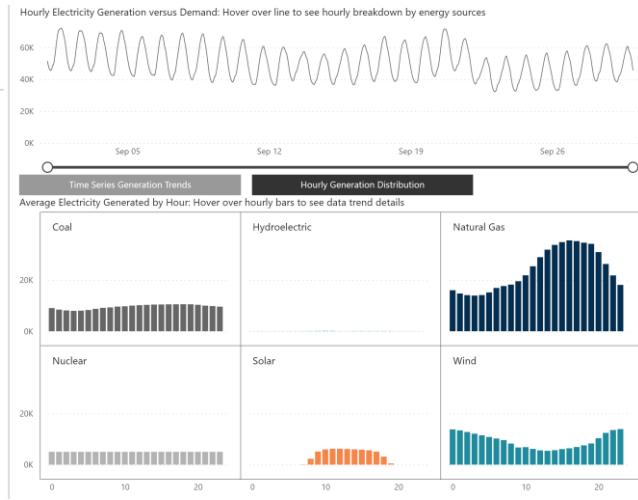 Hourly Electricity Generation versus Demand: Hover over line to see hourly breakdown by energy sources
60K
40K
20K
0K
Sep 05 Sep 12 Sep 19 Sep 26
Time Series Generation Trends Hourly Generation Distribution
Average Electricity Generated by Hour: Hover over hourly bars to see data trend details
Coal Hydroelectric Natural Gas
20K
0K
Nuclear Solar Wind
20K
0K
0 10 20 0 10 20 0 10 20